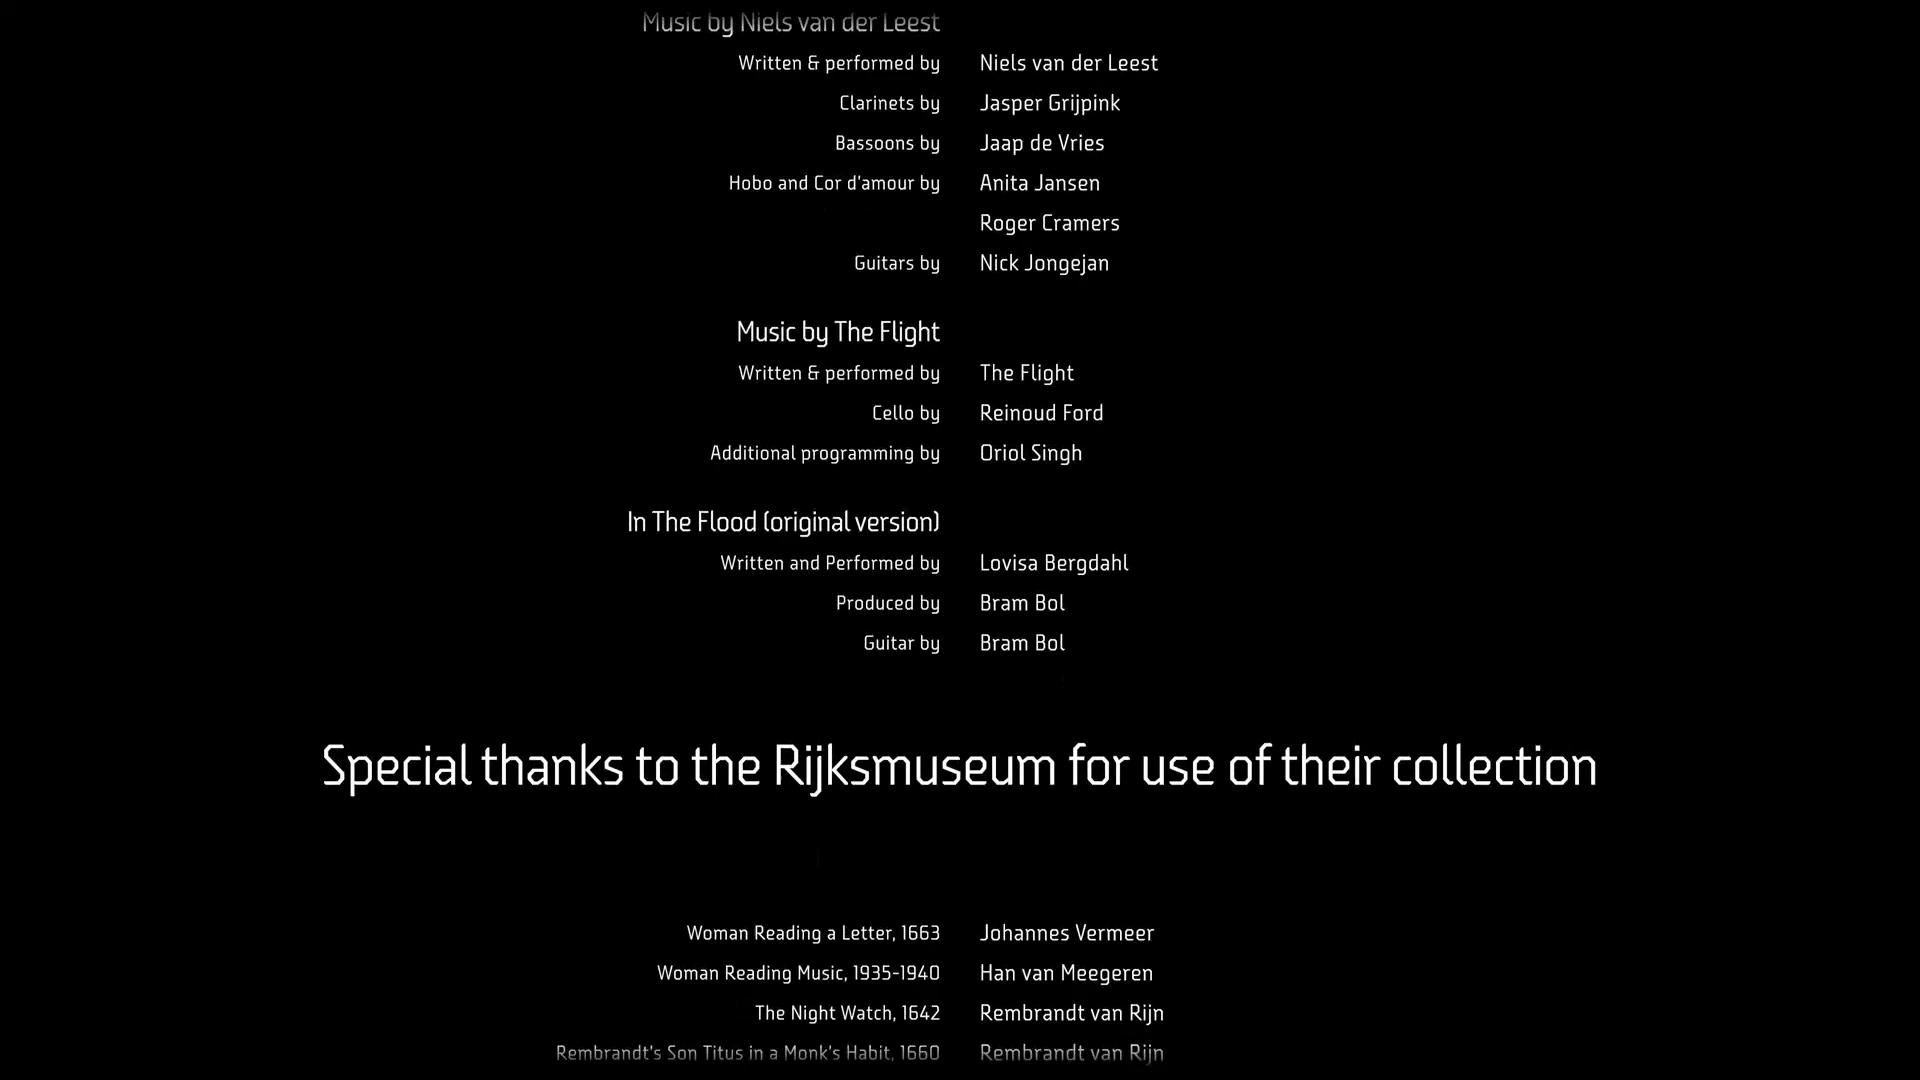 Music by Niels van der Leest
Written & performed by Niels van der Leest
Clarinets by Jasper Grijpink
Bassoons by Jaap de Vries
Hobo and Cor d'amour by Anita Jansen
Roger Cramers
Guitars by Nick Jongejan
Music by The Flight
Written & performed by The Flight
Cello by Reinoud Ford
Additional programming by Oriol Singh
In The Flood (original version)
Written and Performed by Lovisa Bergdahl
Produced by Bram Bol
Guitar by Bram Bol
Special thanks to the Rijksmuseum for use of their collection
Woman Reading a Letter, 1663 Johannes Vermeer
Woman Reading Music, 1935-1940 Han van Meegeren
The Night Watch, 1642 Rembrandt van Rijn
Rembrandt's Son Titus in a Monk's Habit, 1660 Rembrandt van Rijn